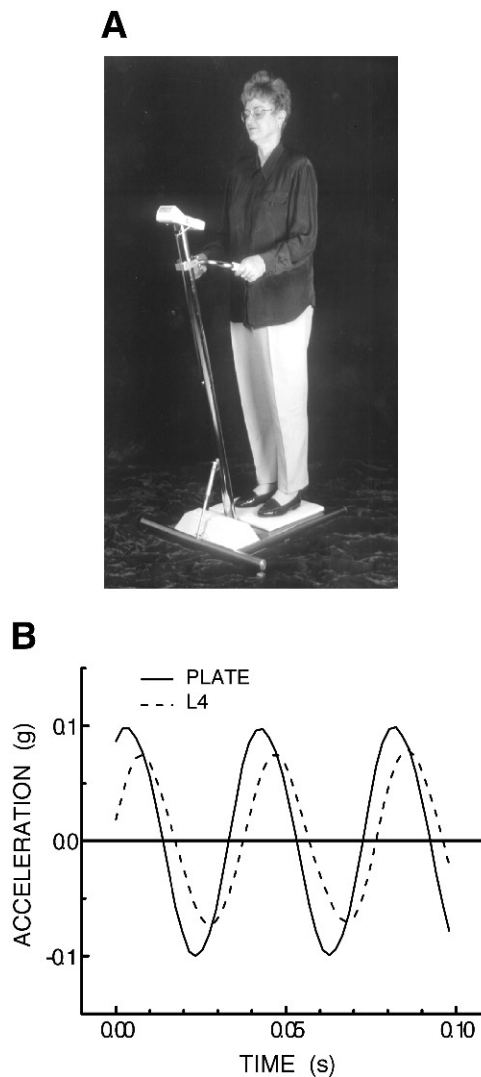 A
B
PLATE
L4
ACCELERATION (g)
0.1
0.0
-0.1
0.00
0.05
0.10
TIME (s)